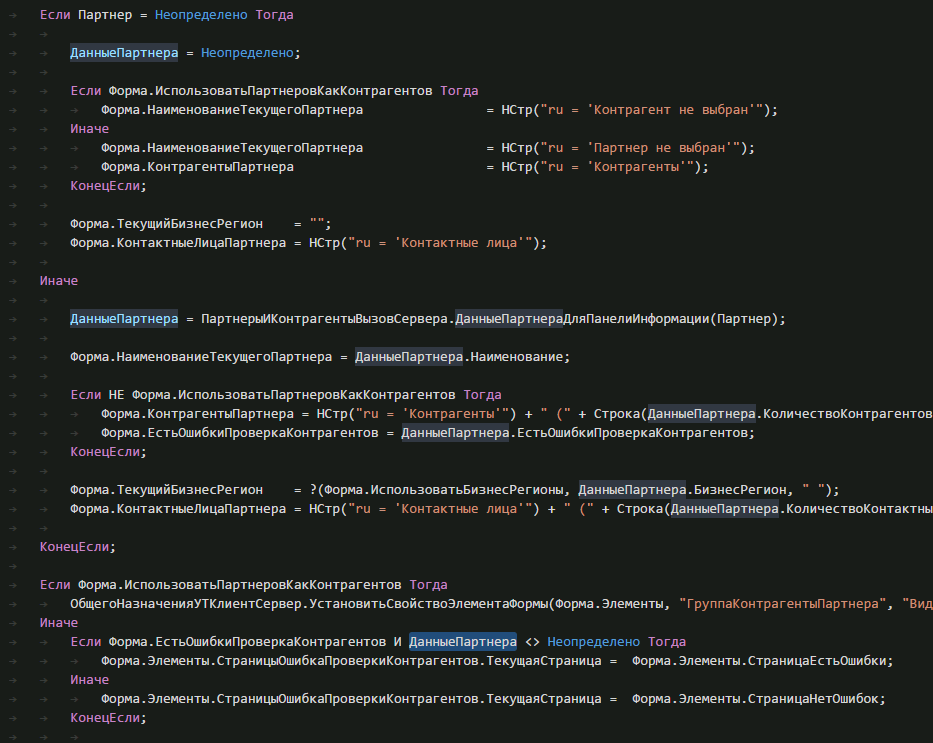 Если Партнер = Неопределено Тогда
ДанныеПартнера = Неопределено;
Если Форма.ИспользоватьПартнеровКакКонтрагентов Тогда
Форма.НаименованиеТекущегоПартнера = НСтр("ru = 'Контрагент не выбран'");
Иначе
Форма.НаименованиеТекущегоПартнера = НСтр("ru = 'Партнер не выбран'");
Форма.КонтрагентыПартнера = НСтр("ru = 'Контрагенты'");
КонецЕсли;
Форма.ТекущийБизнесРегион = "";
Форма.КонтактныеЛицаПартнера = НСтр("ru = 'Контактные лица'");
Иначе
ДанныеПартнера = ПартнерыИКонтрагентыВызовСервера.ДанныеПартнераДляПанелиИнформации(Партнер);
Форма.НаименованиеТекущегоПартнера = ДанныеПартнера.Наименование;
Если НЕ Форма.ИспользоватьПартнеровКакКонтрагентов Тогда
Форма.КонтрагентыПартнера = НСтр("ru = 'Контрагенты'") + " (" + Строка(ДанныеПартнера.КоличествоКонтрагентов
Форма.ЕстьОшибкиПроверкаКонтрагентов = ДанныеПартнера.ЕстьОшибкиПроверкаКонтрагентов;
КонецЕсли;
Форма.ТекущийБизнесРегион = ?(Форма.ИспользоватьБизнесРегионы, ДанныеПартнера.БизнесРегион, " ");
Форма.КонтактныеЛицаПартнера = НСтр("ru = 'Контактные лица'") + " (" + Строка(ДанныеПартнера.КоличествоКонтактны
КонецЕсли;
Если Форма.ИспользоватьПартнеровКакКонтрагентов Тогда
ОбщегоНазначенияУТКлиентСервер.УстановитьСвойствоЭлементаФормы(Форма.Элементы, "ГруппаКонтрагентыПартнера", "Вид
Иначе
Если Форма.ЕстьОшибкиПроверкаКонтрагентов И ДанныеПартнера <> Неопределено Тогда
Форма.Элементы.СтраницыОшибкаПроверкиКонтрагентов.ТекущаяСтраница = Форма.Элементы.СтраницаЕстьОшибки;
Иначе
Форма.Элементы.СтраницыОшибкаПроверкиКонтрагентов.ТекущаяСтраница = Форма.Элементы.СтраницаНетОшибок;
КонецЕсли;